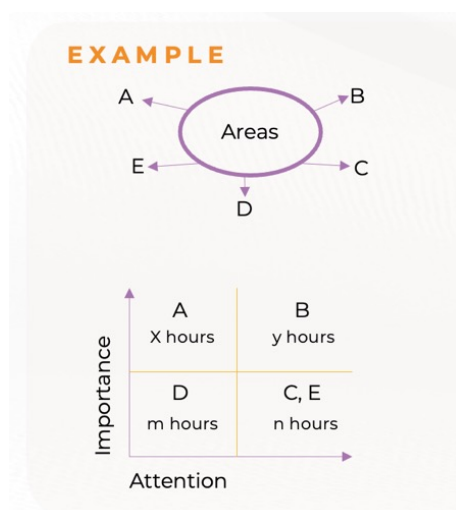 EXAMPLE
A
B
Areas
E
C
D
A
X hours
B
y hours
Importance
D
m hours
C, E
n hours
Attention